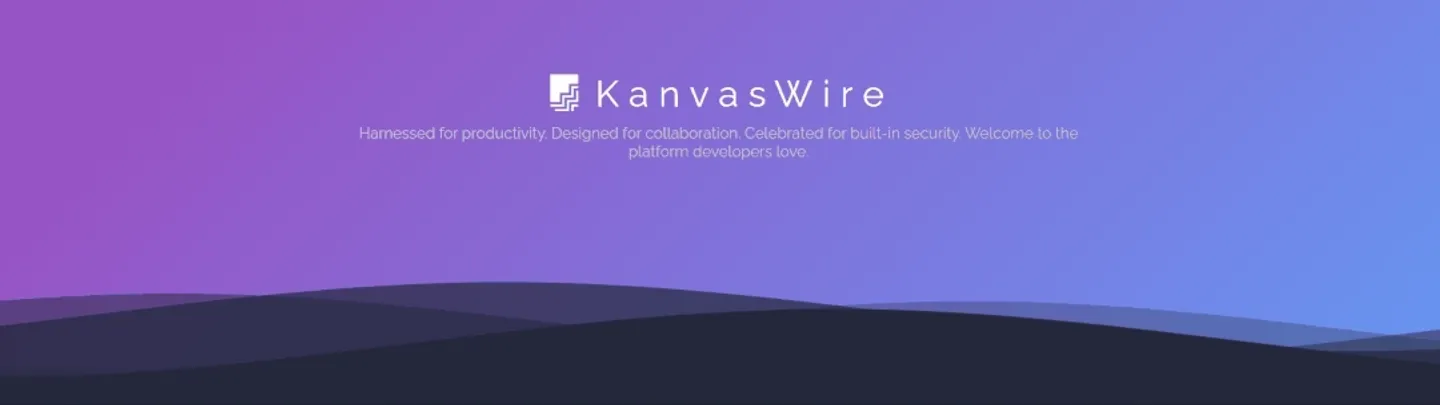 KanvasWire
Harnessed for productivity. Designed for collaboration. Celebrated for built-in security. Welcome to the
platform developers love.